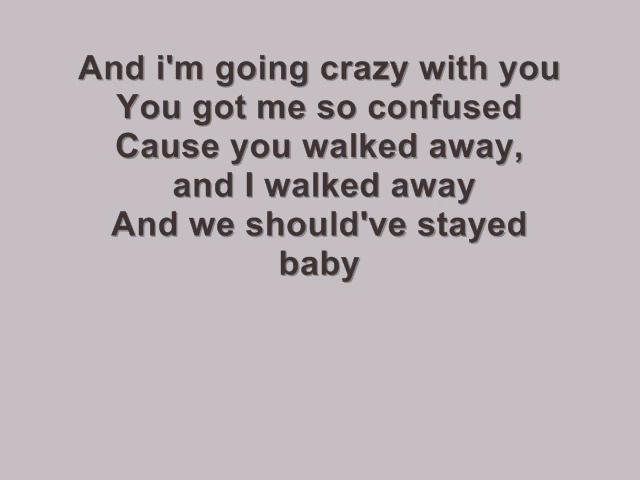 And i'm going crazy with you
You got me so confused
Cause you walked away,
and I walked away
And we should've stayed
baby